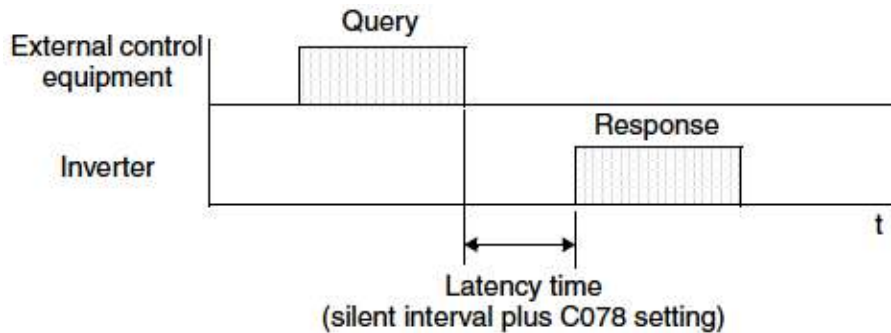 Query
External control
equipment
Response
Inverter
t
Latency time
(silent interval plus C078 setting)